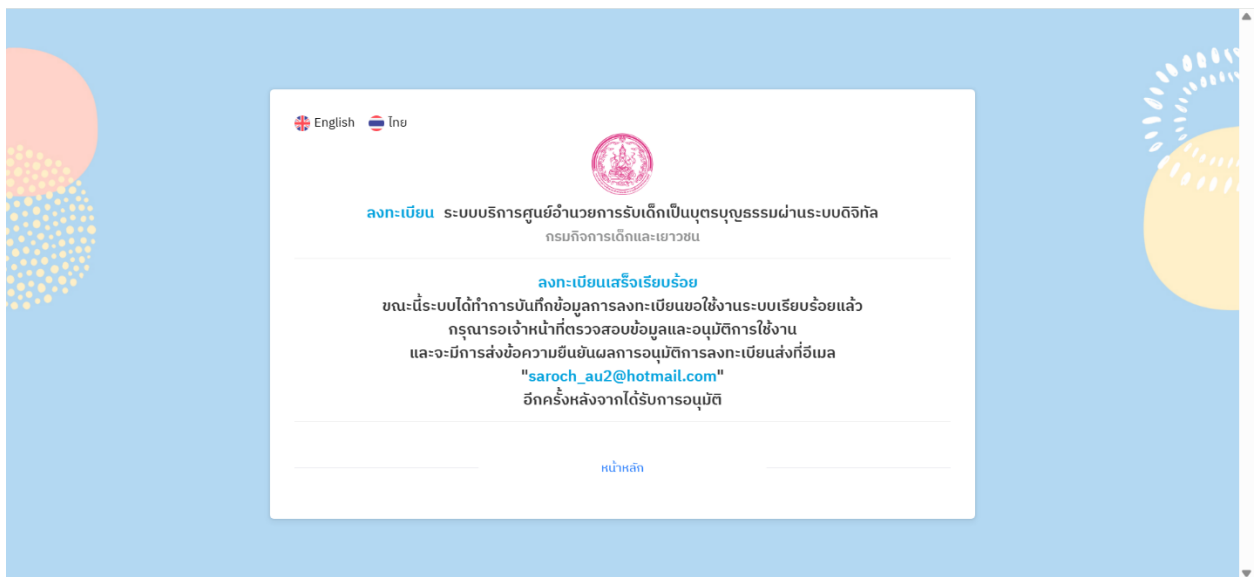 English ไทย
ลงทะเบียน ระบบบริการศูนย์อำนวยการรับเด็กเป็นบุตรบุญธรรมผ่านระบบดิจิทัล
กรมกิจการเด็กและเยาวชน
ลงทะเบียนเสร็จเรียบร้อย
ขณะนี้ระบบได้ทำการบันทึกข้อมูลการลงทะเบียนขอใช้งานระบบเรียบร้อยแล้ว
กรุณารอเจ้าหน้าที่ตรวจสอบข้อมูลและอนุมัติการใช้งาน
และจะมีการส่งข้อความยืนยันผลการอนุมัติการลงทะเบียนส่งที่อีเมล
"saroch_au2@hotmail.com"
อีกครั้งหลังจากได้รับการอนุมัติ
หน้าหลัก